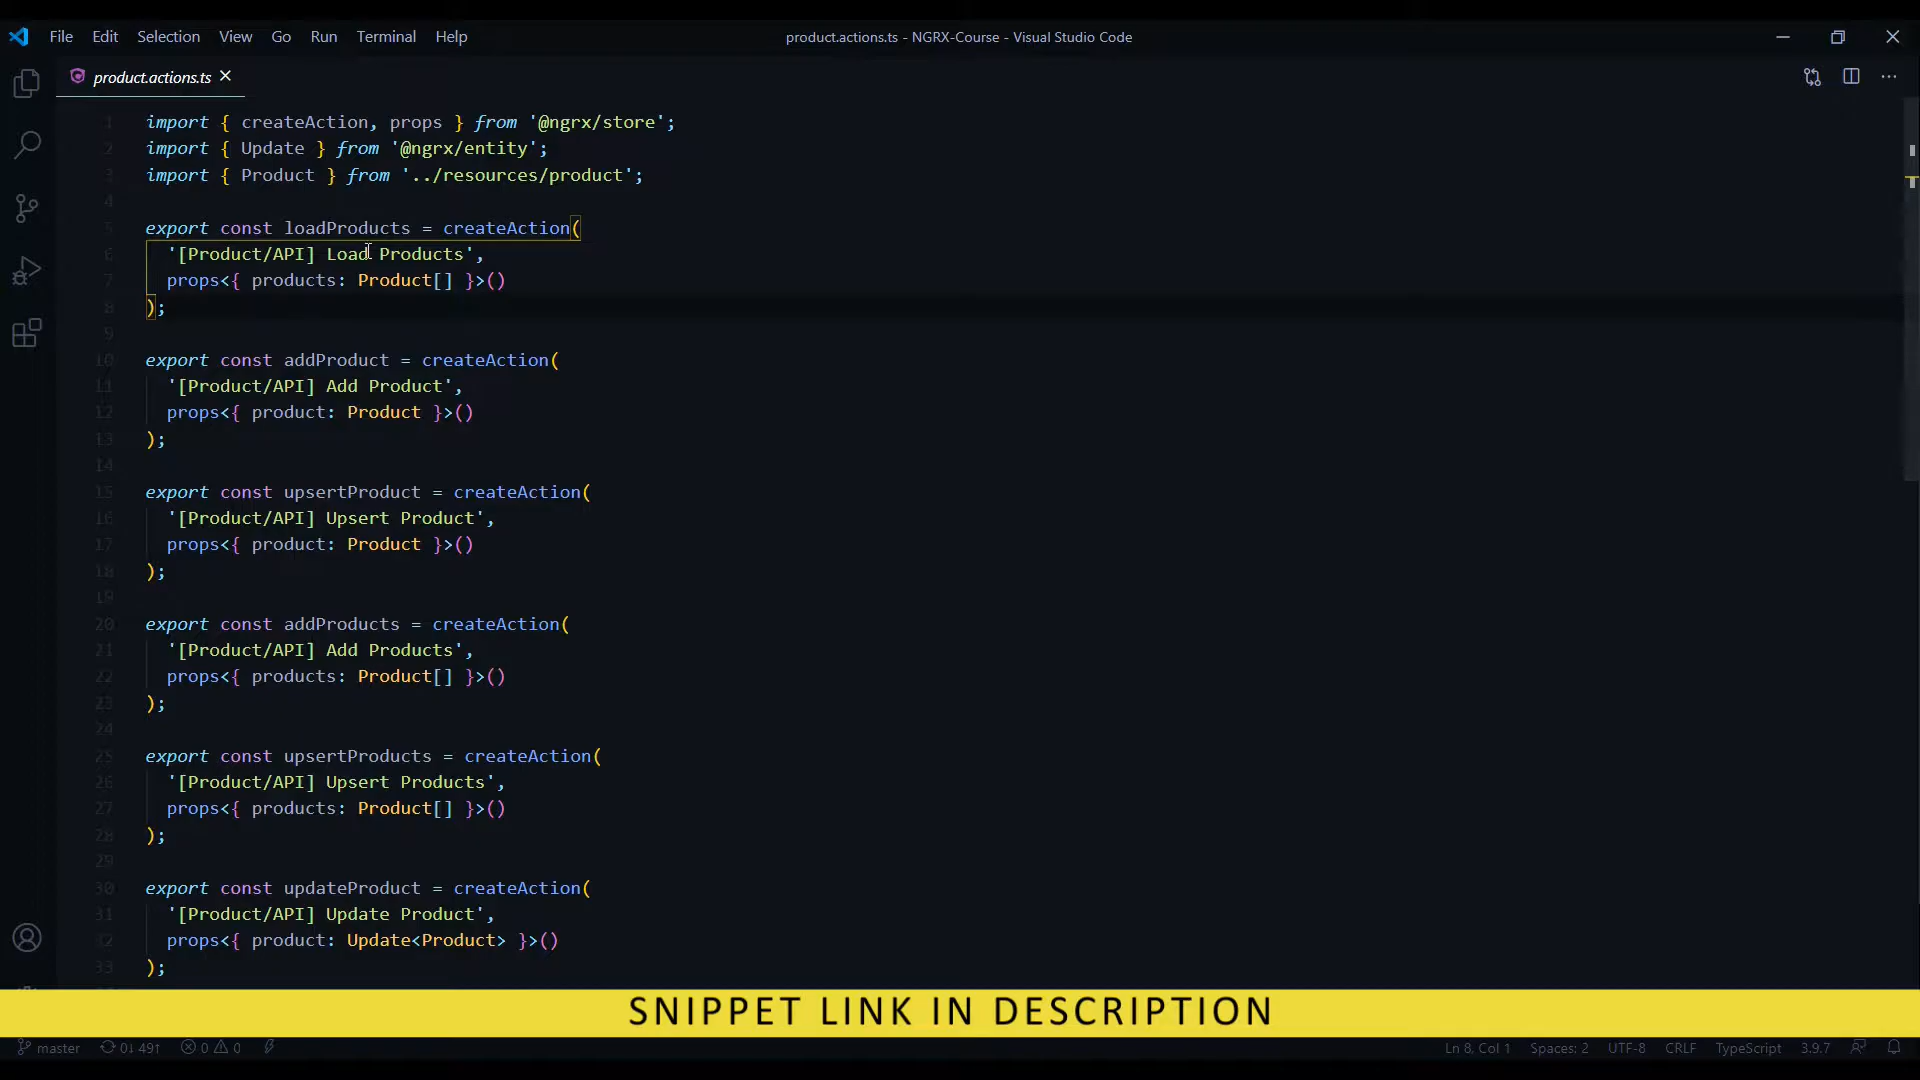 File Edit Selection View Go Run Terminal Help
product.actions.ts - NGRX-Course - Visual Studio Code
product.actions.ts
1 import { createAction, props } from '@ngrx/store';
2 import { Update } from '@ngrx/entity';
3 import { Product } from '../resources/product';
4
5 export const loadProducts = createAction(
6 '[Product/API] Load Products',
7 props<{ products: Product[] }>()
8 );
9
10 export const addProduct = createAction(
11 '[Product/API] Add Product',
12 props<{ product: Product }>()
13 );
14
15 export const upsertProduct = createAction(
16 '[Product/API] Upsert Product',
17 props<{ product: Product }>()
18 );
19
20 export const addProducts = createAction(
21 '[Product/API] Add Products',
22 props<{ products: Product[] }>()
23 );
24
25 export const upsertProducts = createAction(
26 '[Product/API] Upsert Products',
27 props<{ products: Product[] }>()
28 );
29
30 export const updateProduct = createAction(
31 '[Product/API] Update Product',
32 props<{ product: Update<Product> }>()
33 );
SNIPPET LINK IN DESCRIPTION
master 0↓ 49↑ 0 0 Ln 8, Col 1 Spaces: 2 UTF-8 CRLF TypeScript 3.9.7